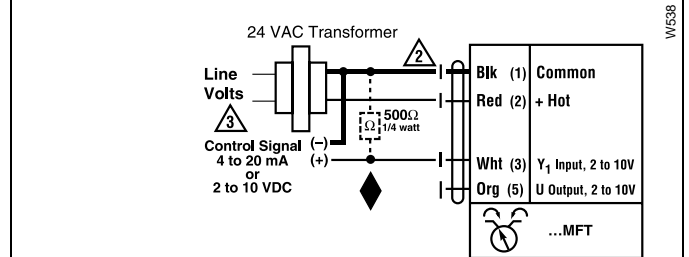 W538
24 VAC Transformer
2
Line
Volts
3
Blk (1) Common
Red (2) + Hot
Ω 500Ω
1/4 watt
Control Signal (–)
4 to 20 mA (+)
or
2 to 10 VDC
Wht (3) Y₁ Input, 2 to 10V
Org (5) U Output, 2 to 10V
...MFT